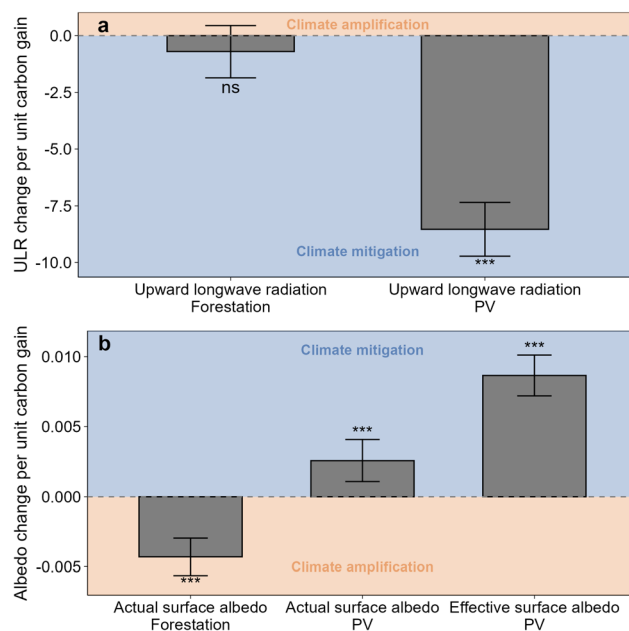 a
Climate amplification
ULR change per unit carbon gain
0.0
-2.5
-5.0
-7.5
-10.0
ns
Climate mitigation
***
Upward longwave radiation
Forestation
Upward longwave radiation
PV
b
Climate mitigation
Albedo change per unit carbon gain
0.010
0.005
0.000
-0.005
***
***
***
Climate amplification
Actual surface albedo
Forestation
Actual surface albedo
PV
Effective surface albedo
PV